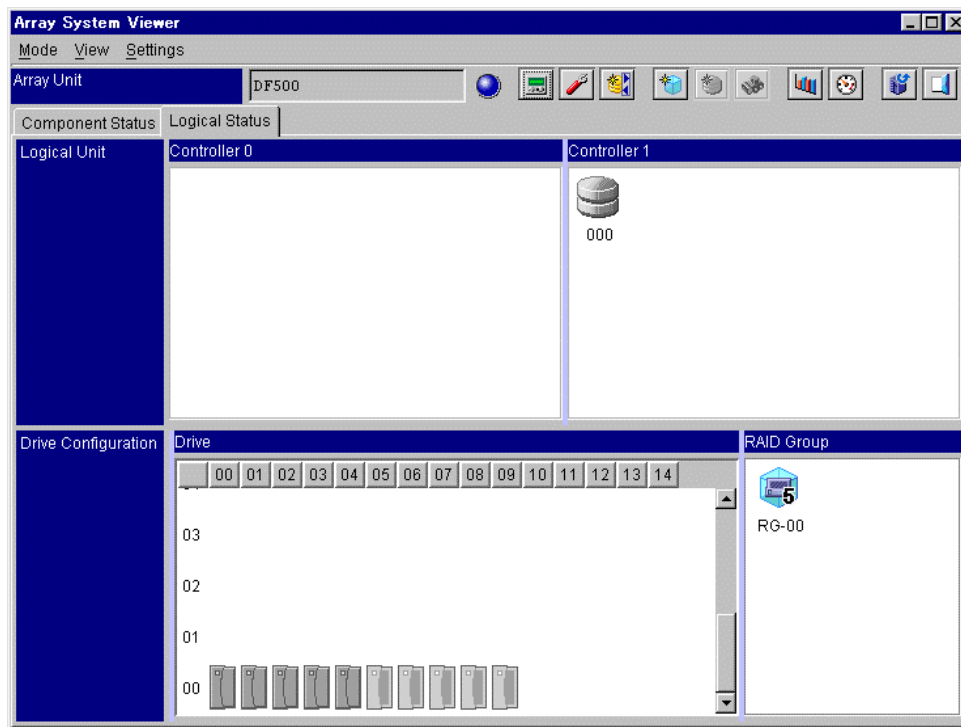 Array System Viewer
Mode View Settings
Array Unit DF500
Component Status Logical Status
Logical Unit Controller 0 Controller 1
000
Drive Configuration Drive RAID Group
00 01 02 03 04 05 06 07 08 09 10 11 12 13 14
5
RG-00
03
02
01
00